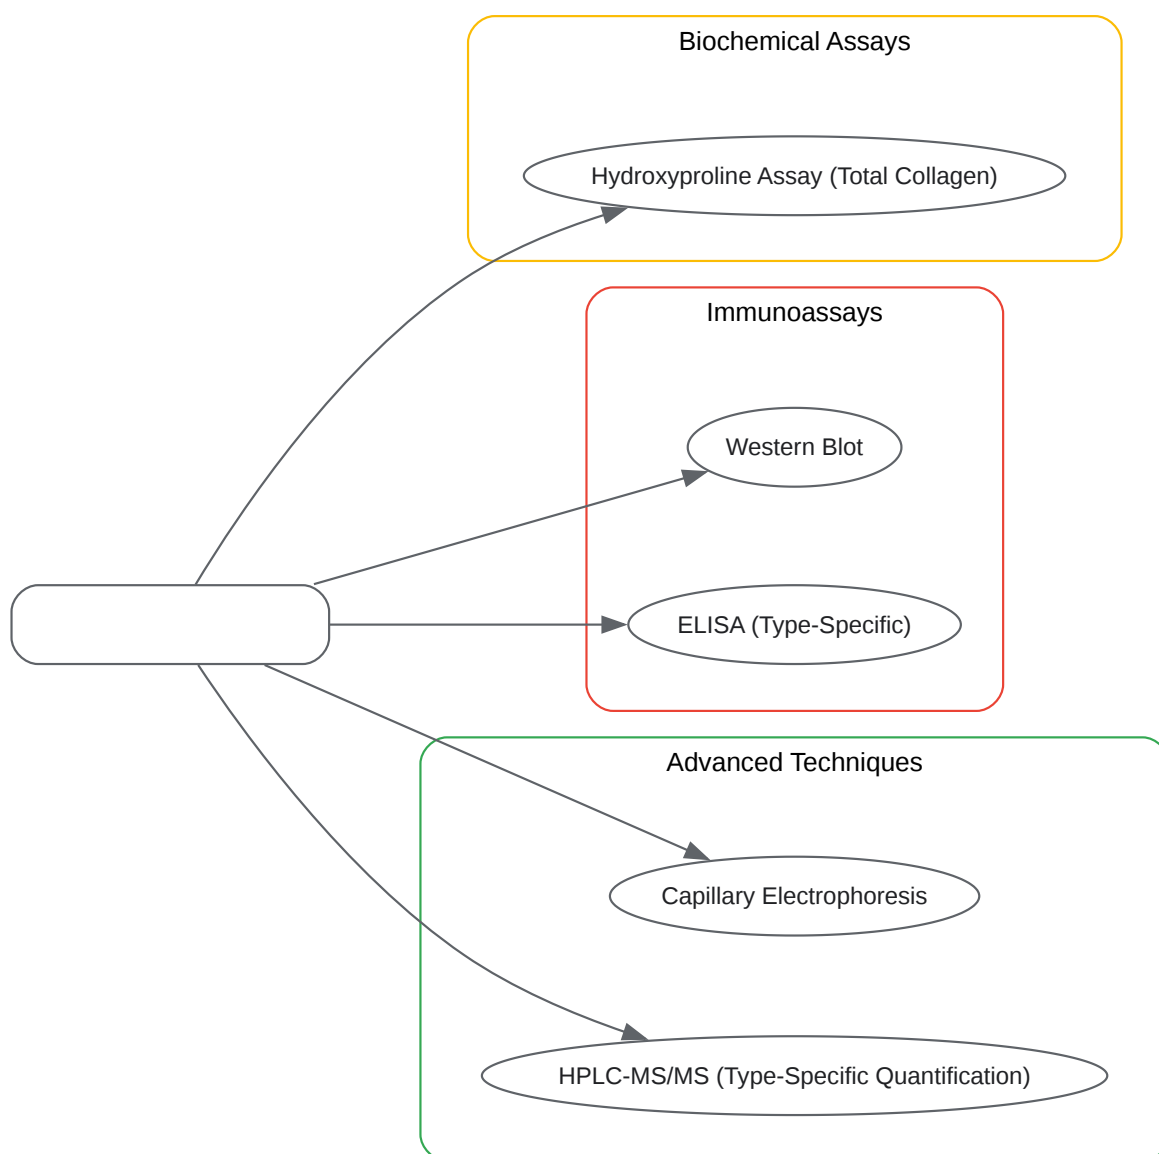 Biochemical Assays
Hydroxyproline Assay (Total Collagen)
Immunoassays
Western Blot
ELISA (Type-Specific)
Advanced Techniques
Capillary Electrophoresis
HPLC-MS/MS (Type-Specific Quantification)